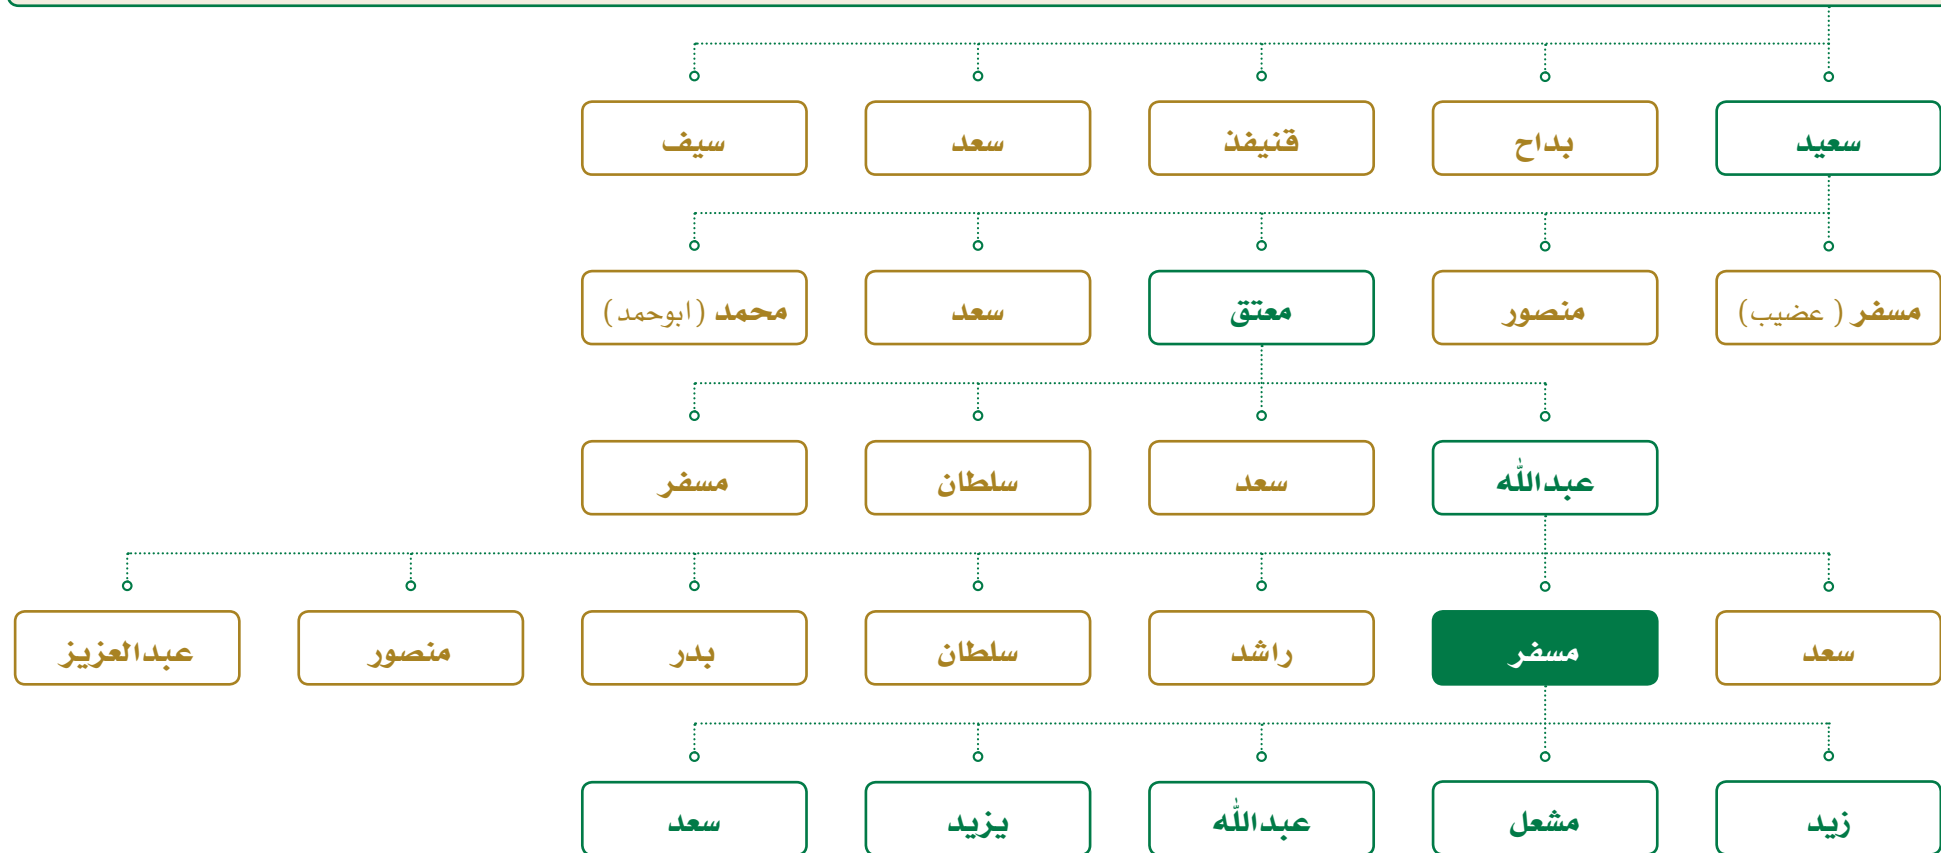 سعيد بداح قنيفذ سعد سيف
مسفر ( عضيب) منصور معتق سعد محمد (ابوحمد)
عبدالله سعد سلطان مسفر
سعد مسفر راشد سلطان بدر منصور عبدالعزيز
زيد مشعل عبدالله يزيد سعد